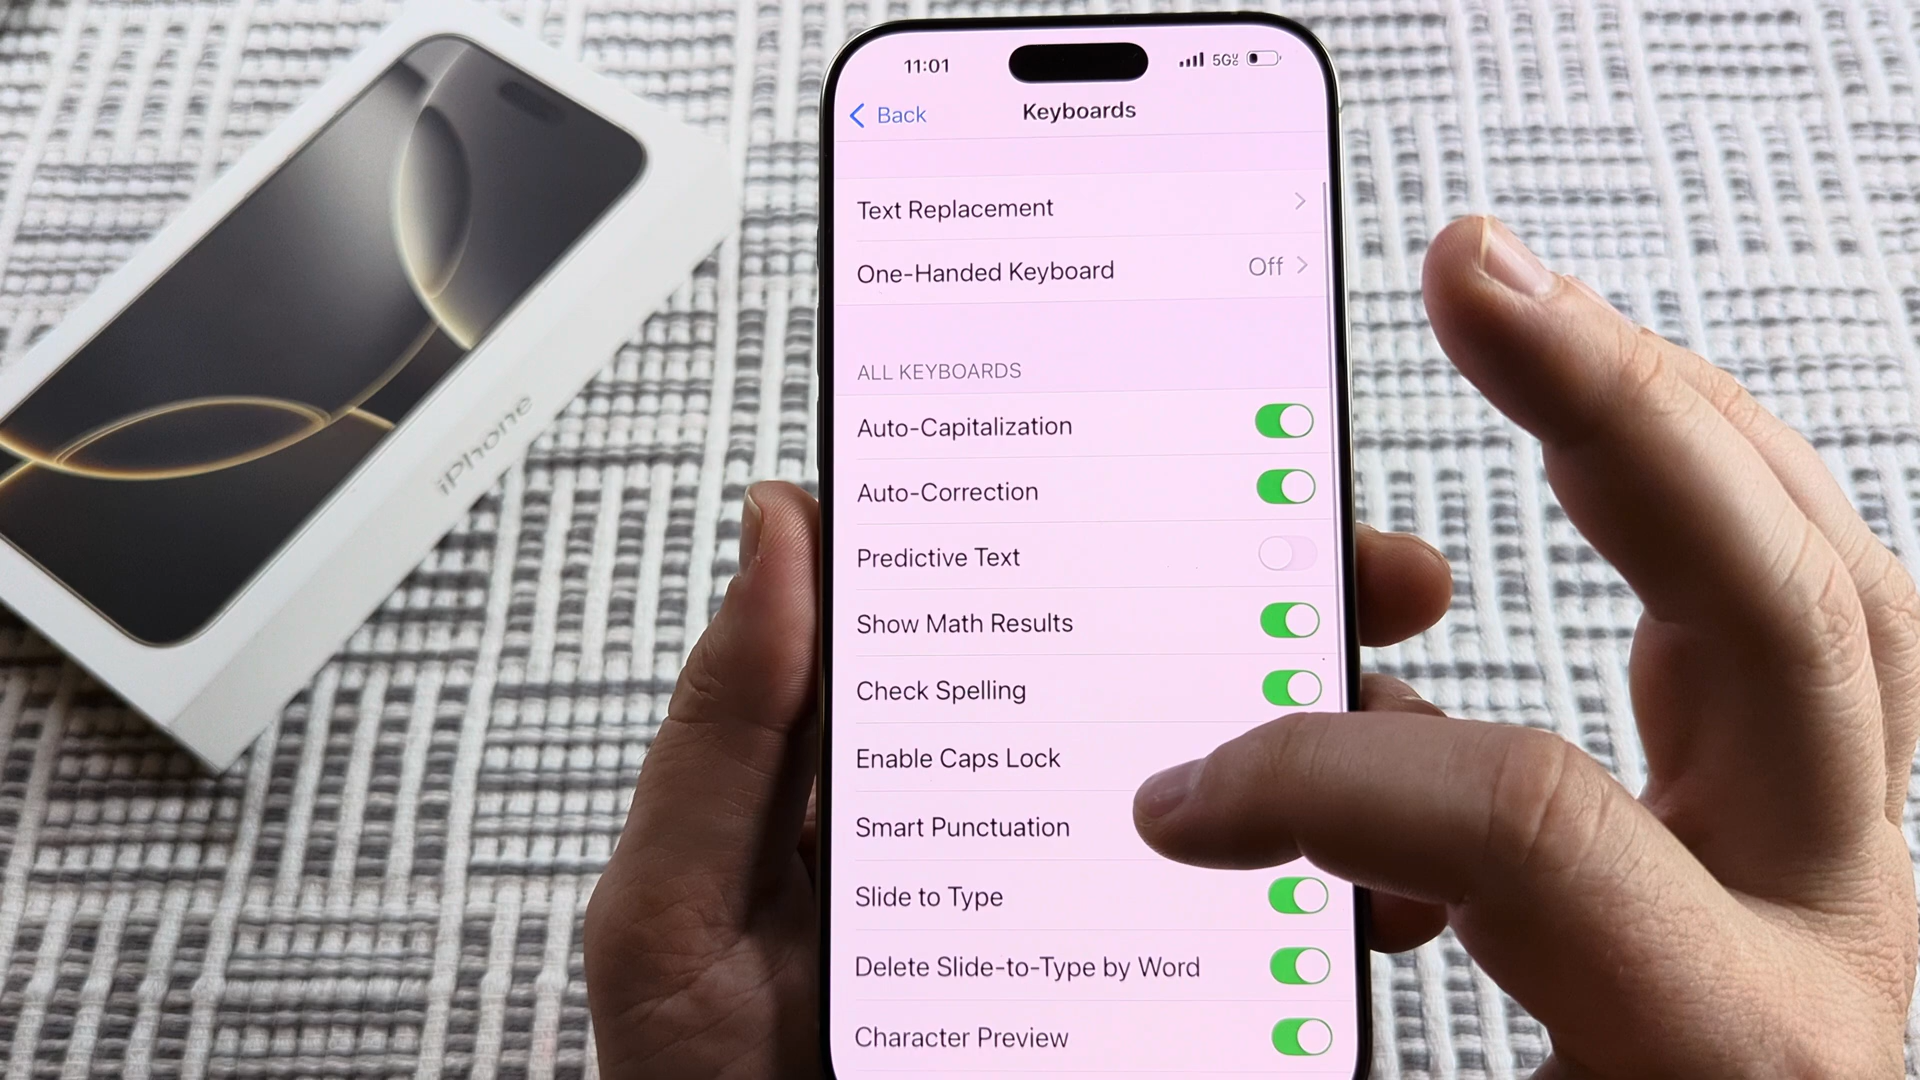 iPhone
11:01
5G
Back
Keyboards
Text Replacement
One-Handed Keyboard
Off
ALL KEYBOARDS
Auto-Capitalization
Auto-Correction
Predictive Text
Show Math Results
Check Spelling
Enable Caps Lock
Smart Punctuation
Slide to Type
Delete Slide-to-Type by Word
Character Preview